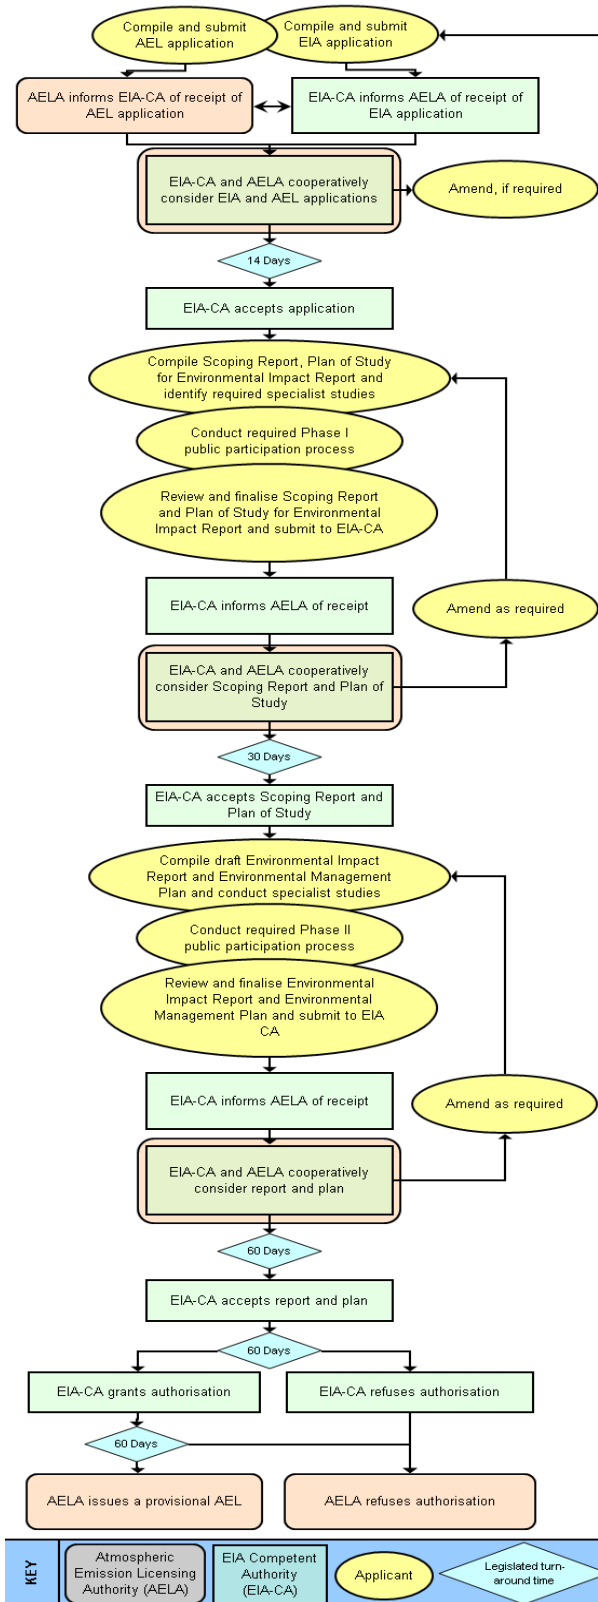 Compile and submit
AEL application
Compile and submit
EIA application
AELA informs EIA-CA of receipt of
AEL application
EIA-CA informs AELA of receipt of
EIA application
EIA-CA and AELA cooperatively
consider EIA and AEL applications
Amend, if required
14 Days
EIA-CA accepts application
Compile Scoping Report, Plan of Study
for Environmental Impact Report and
identify required specialist studies
Conduct required Phase I
public participation process
Review and finalise Scoping Report
and Plan of Study for Environmental
Impact Report and submit to EIA-CA
EIA-CA informs AELA of receipt
Amend as required
EIA-CA and AELA cooperatively
consider Scoping Report and Plan of
Study
30 Days
EIA-CA accepts Scoping Report and
Plan of Study
Compile draft Environmental Impact
Report and Environmental Management
Plan and conduct specialist studies
Conduct required Phase II
public participation process
Review and finalise Environmental
Impact Report and Environmental
Management Plan and submit to EIA
CA
EIA-CA informs AELA of receipt
Amend as required
EIA-CA and AELA cooperatively
consider report and plan
60 Days
EIA-CA accepts report and plan
60 Days
EIA-CA grants authorisation
EIA-CA refuses authorisation
60 Days
AELA issues a provisional AEL
AELA refuses authorisation
KEY
Atmospheric
Emission Licensing
Authority (AELA)
EIA Competent
Authority
(EIA-CA)
Applicant
Legislated turn-
around time